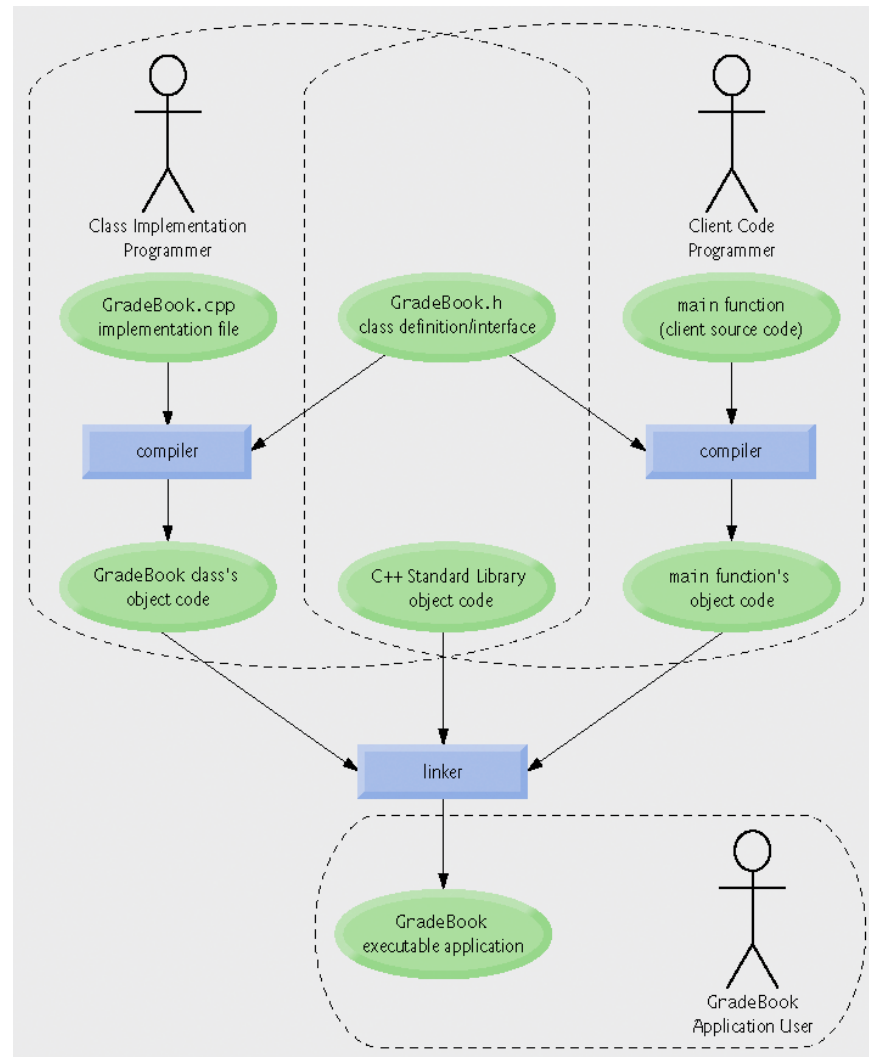 Class Implementation
Programmer
Client Code
Programmer
GradeBook.cpp
implementation file
GradeBook.h
class definition/interface
main function
(client source code)
compiler
compiler
GradeBook class's
object code
C++ Standard Library
object code
main function's
object code
linker
GradeBook
executable application
GradeBook
Application User